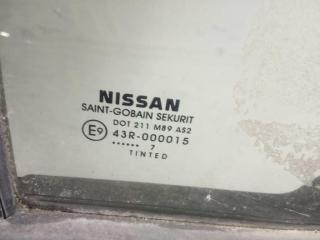 NISSAN
SAINT-GOBAIN SEKURIT
DOT 211 M89 AS2
E9 43R-000015
...... 7
TINTED